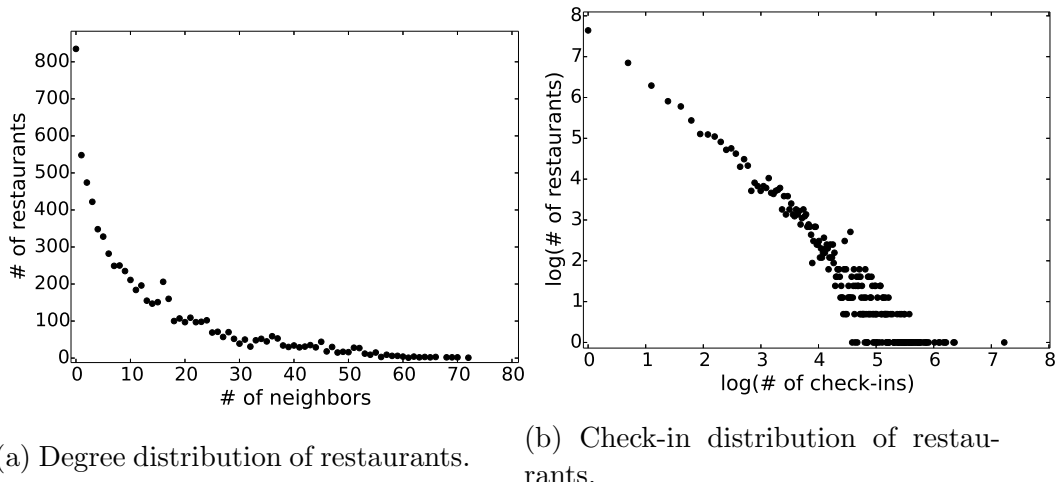 800
700
600
500
400
300
200
100
0
# of restaurants
0 10 20 30 40 50 60 70 80
# of neighbors
(a) Degree distribution of restaurants.
8
7
6
5
4
3
2
1
0
log(# of restaurants)
0 1 2 3 4 5 6 7 8
log(# of check-ins)
(b) Check-in distribution of restau-
rants.